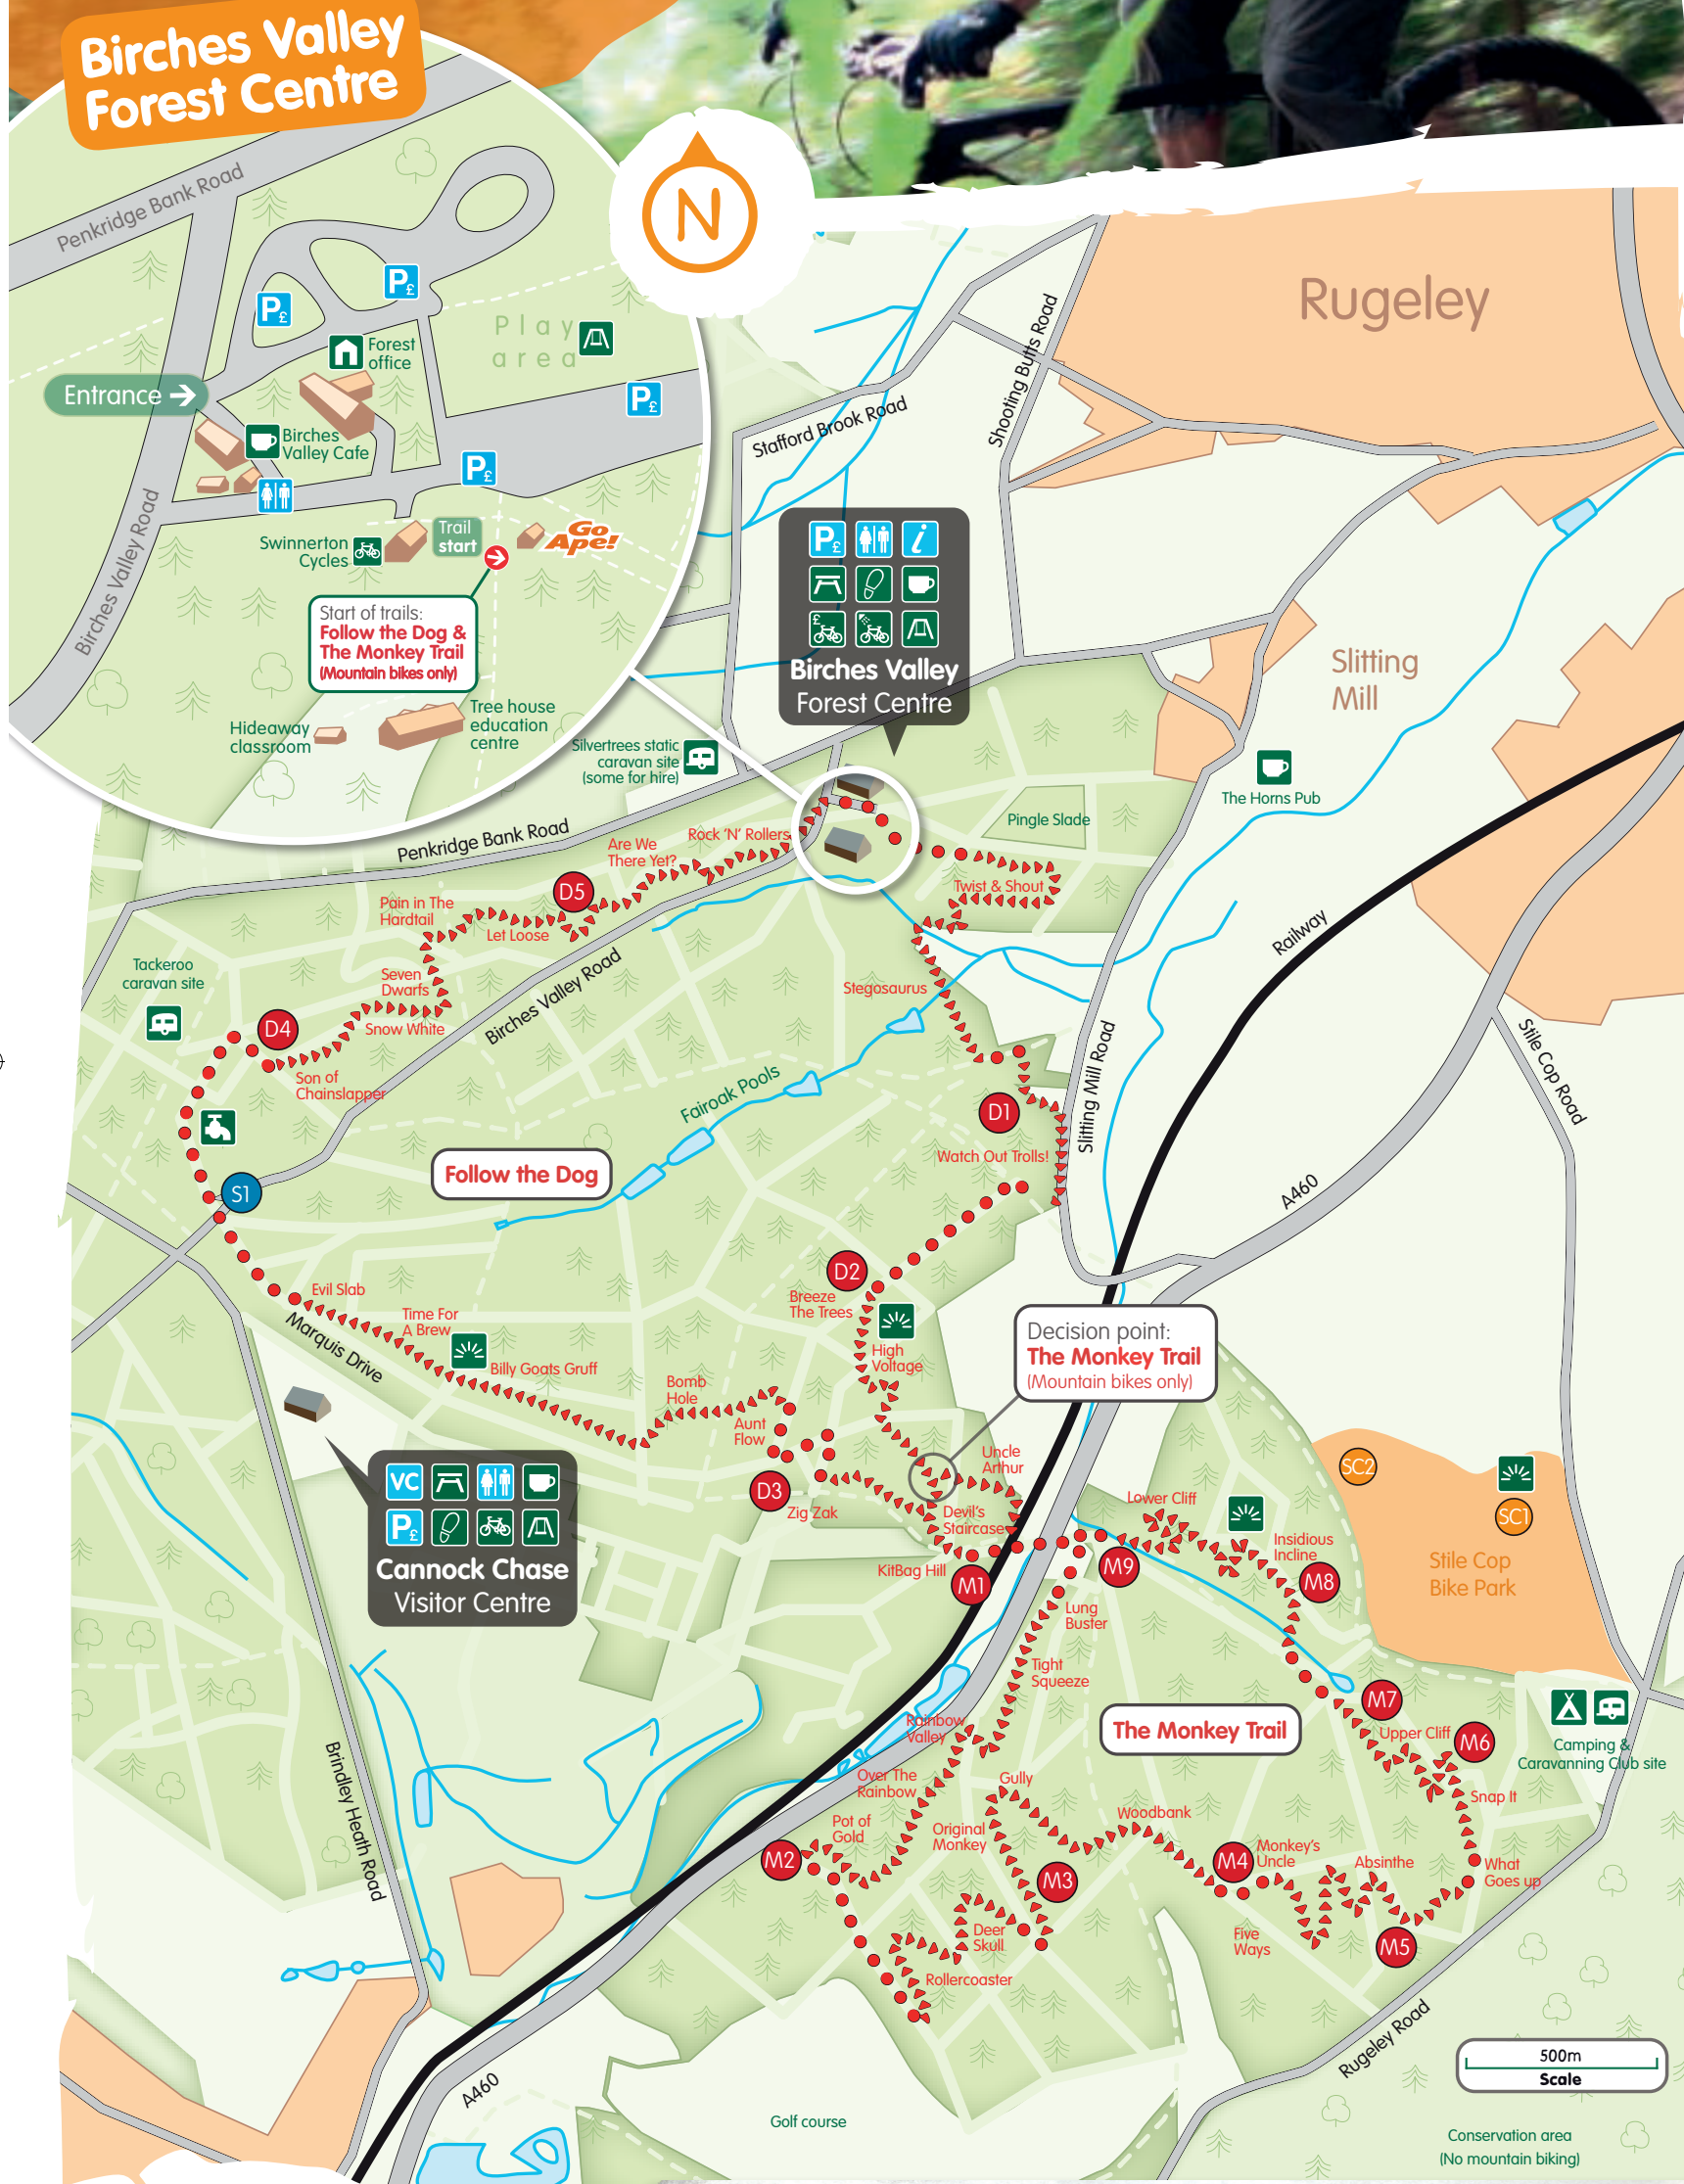 Birches Valley
Forest Centre
Penkridge Bank Road
N
P£
P£
Forest
office
Play
area
P£
Entrance
Birches
Valley Cafe
P£
Swinnerton
Cycles
Trail
start
Go
Ape!
Birches Valley Road
Start of trails:
Follow the Dog &
The Monkey Trail
(Mountain bikes only)
Hideaway
classroom
Tree house
education
centre
Rugeley
Shooting Butts Road
Stafford Brook Road
P£
i
£
Birches Valley
Forest Centre
Slitting
Mill
Silvertrees static
caravan site
(some for hire)
The Horns Pub
Pingle Slade
Penkridge Bank Road
Rock 'N' Rollers
Are We
There Yet?
D5
Twist & Shout
Pain in The
Hardtail
Let Loose
Railway
Tackeroo
caravan site
Seven
Dwarfs
Birches Valley Road
Stegosaurus
D4
Snow White
Son of
Chainslapper
Fairoak Pools
D1
Slitting Mill Road
Stile Cop Road
Watch Out Trolls!
Follow the Dog
S1
A460
D2
Breeze
The Trees
Evil Slab
Time For
A Brew
Marquis Drive
Billy Goats Gruff
High
Voltage
Decision point:
The Monkey Trail
(Mountain bikes only)
Bomb
Hole
Aunt
Flow
Uncle
Arthur
D3
Zig Zak
Devil's
Staircase
KitBag Hill
M1
SC2
SC1
Stile Cop
Bike Park
Lower Cliff
Insidious
Incline
M9
M8
VC
P£
Cannock Chase
Visitor Centre
Lung
Buster
Tight
Squeeze
M7
Rainbow
Valley
The Monkey Trail
Upper Cliff
M6
Camping &
Caravanning Club site
Brindley Heath Road
Over The
Rainbow
Gully
Snap It
Pot of
Gold
Original
Monkey
Woodbank
M2
M3
M4
Monkey's
Uncle
Absinthe
What
Goes up
Deer
Skull
Five
Ways
M5
Rollercoaster
Rugeley Road
500m
Scale
A460
Golf course
Conservation area
(No mountain biking)